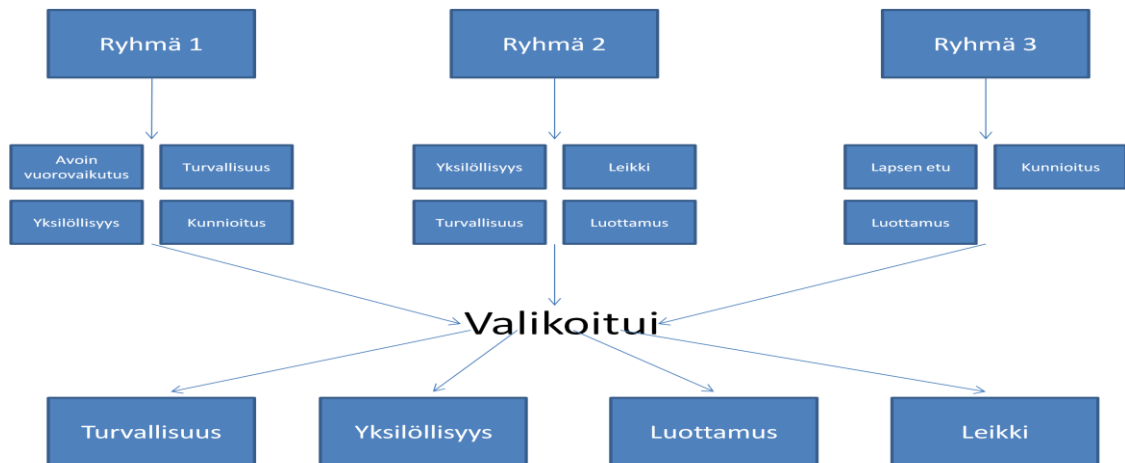 Ryhmä 1
Ryhmä 2
Ryhmä 3
Avoin
vuorovaikutus
Turvallisuus
Yksilöllisyys
Kunnioitus
Yksilöllisyys
Leikki
Turvallisuus
Luottamus
Lapsen etu
Kunnioitus
Luottamus
Valikoitui
Turvallisuus
Yksilöllisyys
Luottamus
Leikki